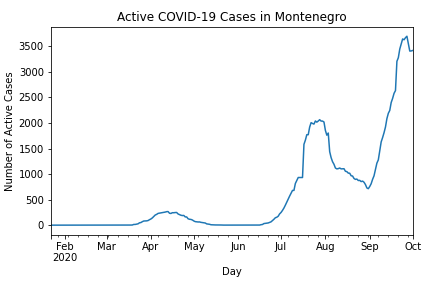 Active COVID-19 Cases in Montenegro
Number of Active Cases
3500
3000
2500
2000
1500
1000
500
0
Feb Mar Apr May Jun Jul Aug Sep Oct
2020
Day